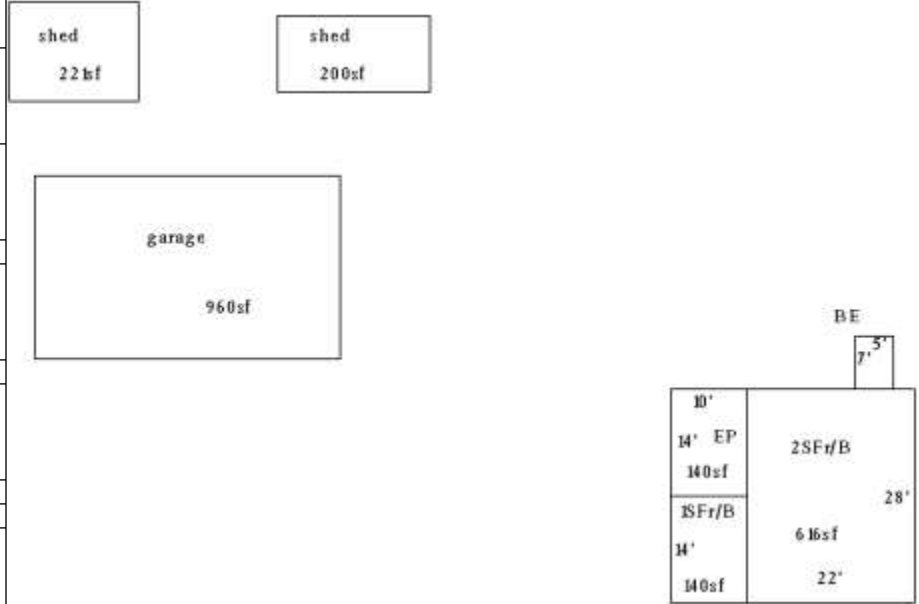 shed
221sf
shed
200sf
garage
960sf
BE
5'
7'
10'
14' EP
140sf
2SFr/B
28'
616sf
22'
1SFr/B
14'
140sf